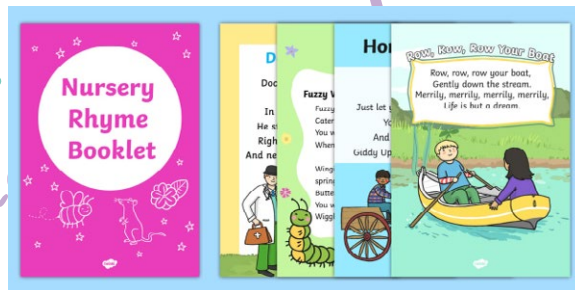 Nursery
Rhyme
Booklet
D
Doc
In
He s
Righ
And ne
Fuzzy W
Fuzzy
Cater
You w
When
Wing
sprin
Butte
You w
Wiggl
Hor
Just let
Yo
And
Giddy Up
Row, Row, Row Your Boat
Row, row, row your boat,
Gently down the stream.
Merrily, merrily, merrily, merrily,
Life is but a dream.